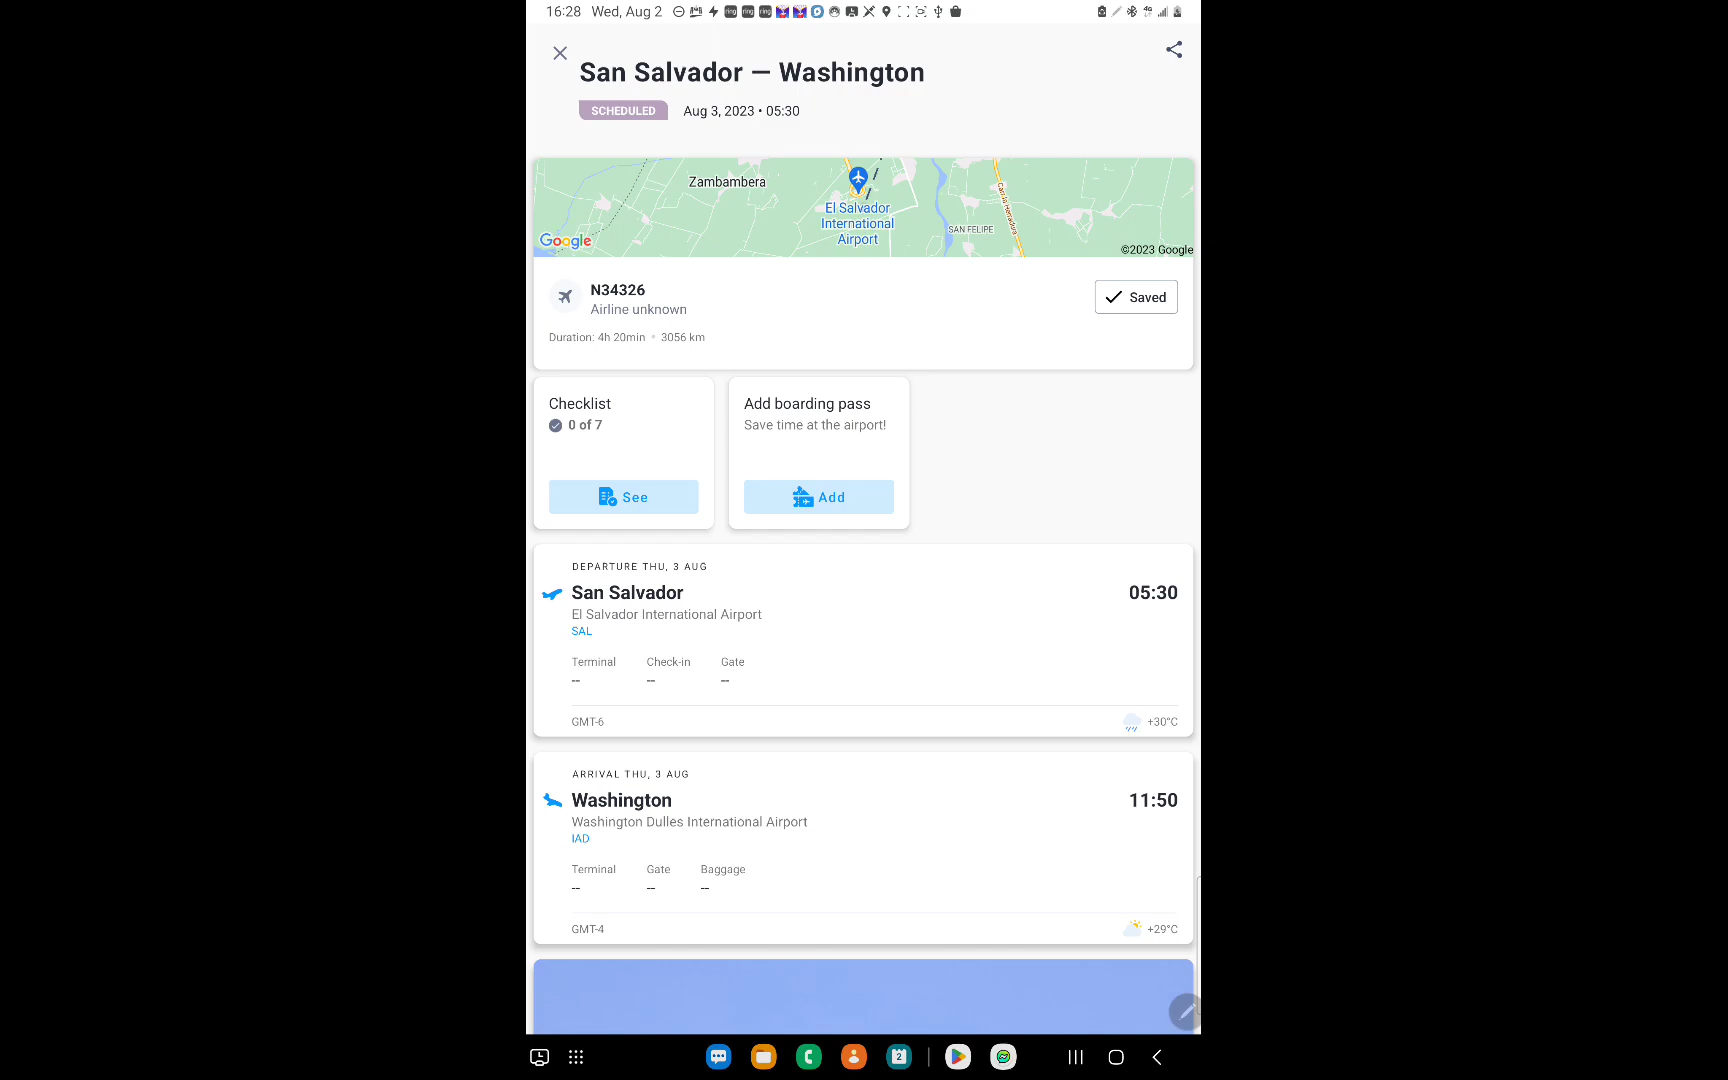 16:28 Wed, Aug 2
San Salvador — Washington
SCHEDULED Aug 3, 2023 • 05:30
Zambambera
El Salvador
International
Airport
SAN FELIPE
Carr la Herradura
Google
©2023 Google
N34326
Airline unknown
Saved
Duration: 4h 20min • 3056 km
Checklist
0 of 7
See
Add boarding pass
Save time at the airport!
Add
DEPARTURE THU, 3 AUG
San Salvador 05:30
El Salvador International Airport
SAL
Terminal Check-in Gate
-- -- --
GMT-6 +30°C
ARRIVAL THU, 3 AUG
Washington 11:50
Washington Dulles International Airport
IAD
Terminal Gate Baggage
-- -- --
GMT-4 +29°C
2